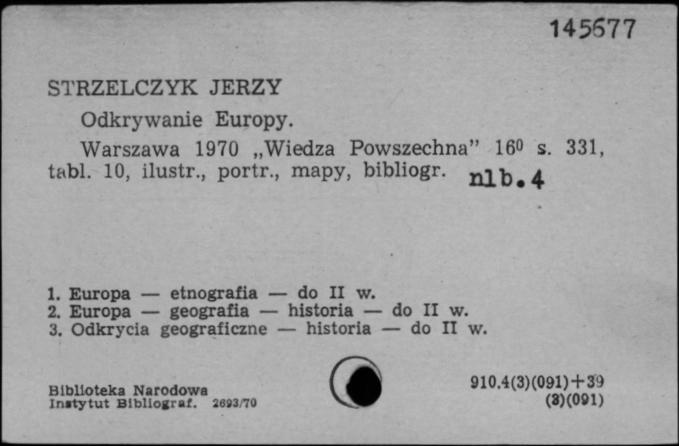 145677
STRZELCZYK JERZY
Odkrywanie Europy.
Warszawa 1970 „Wiedza Powszechna” 16⁰ s. 331,
tabl. 10, ilustr., portr., mapy, bibliogr. nlb.4
1. Europa — etnografia — do II w.
2. Europa — geografia — historia — do II w.
3. Odkrycia geograficzne — historia — do II w.
Biblioteka Narodowa
Instytut Bibliograf. 2693/70
910.4(3)(091)+39
(3)(091)